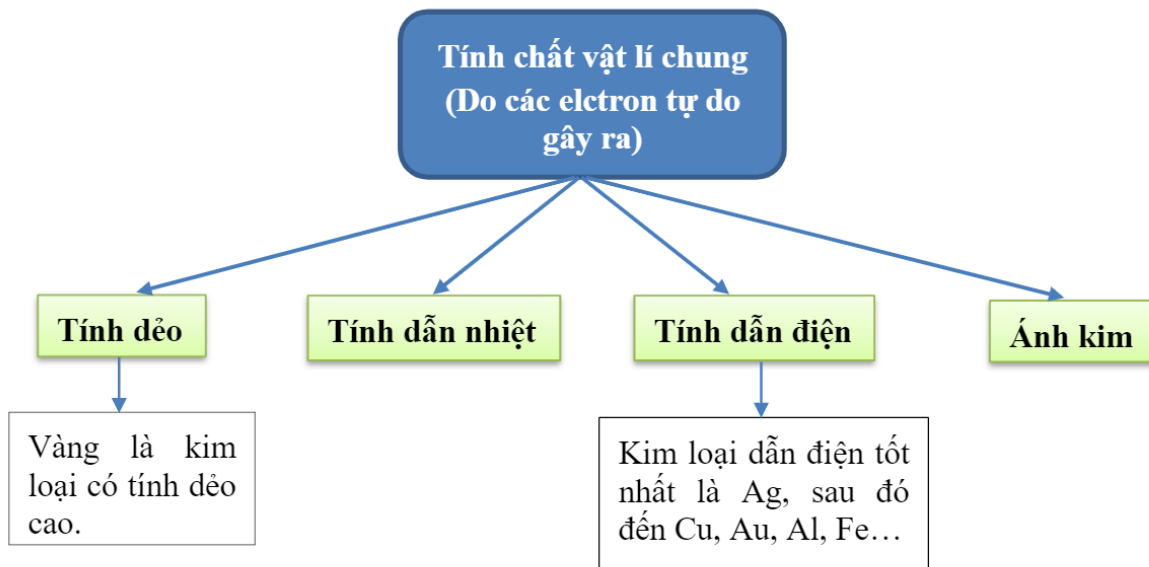 Tính chất vật lí chung
(Do các elctron tự do
gây ra)
Tính dẻo
Tính dẫn nhiệt
Tính dẫn điện
Ánh kim
Vàng là kim
loại có tính dẻo
cao.
Kim loại dẫn điện tốt
nhất là Ag, sau đó
đến Cu, Au, Al, Fe…